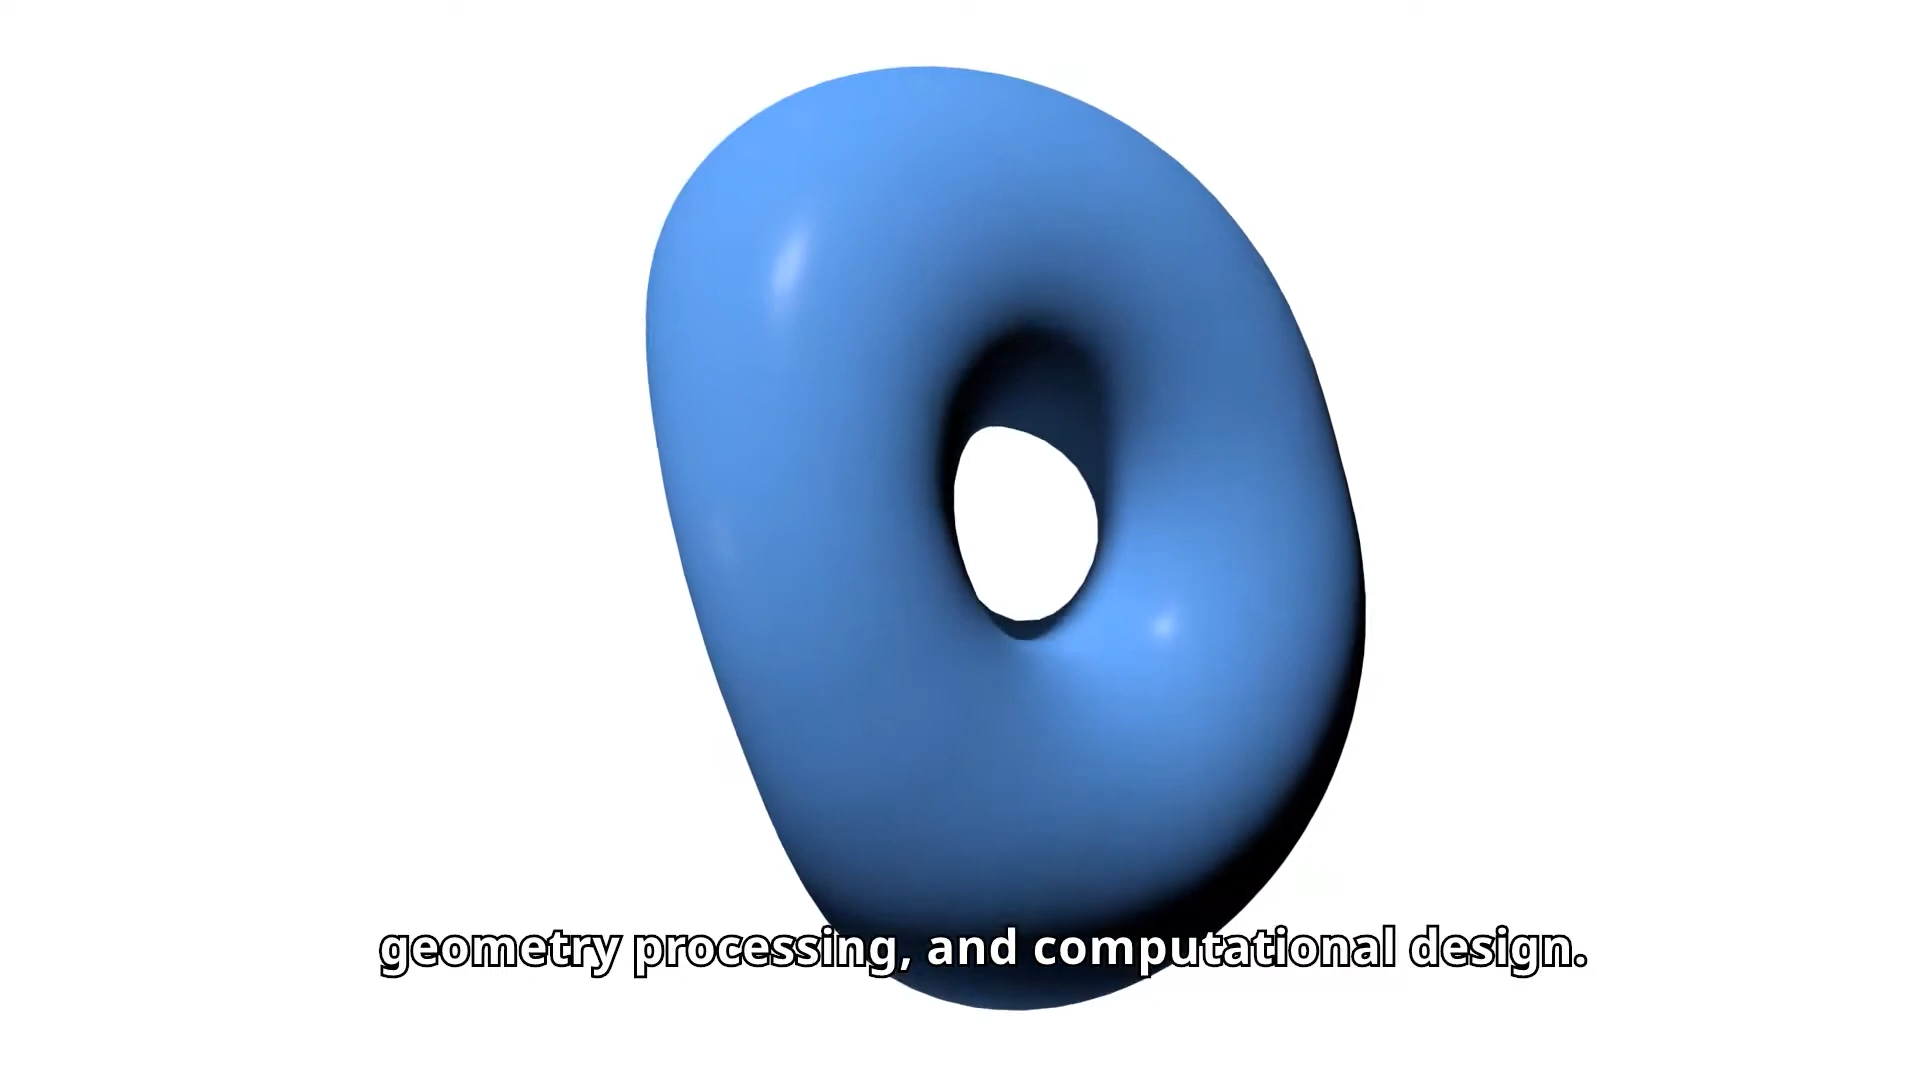 geometry processing, and computational design.